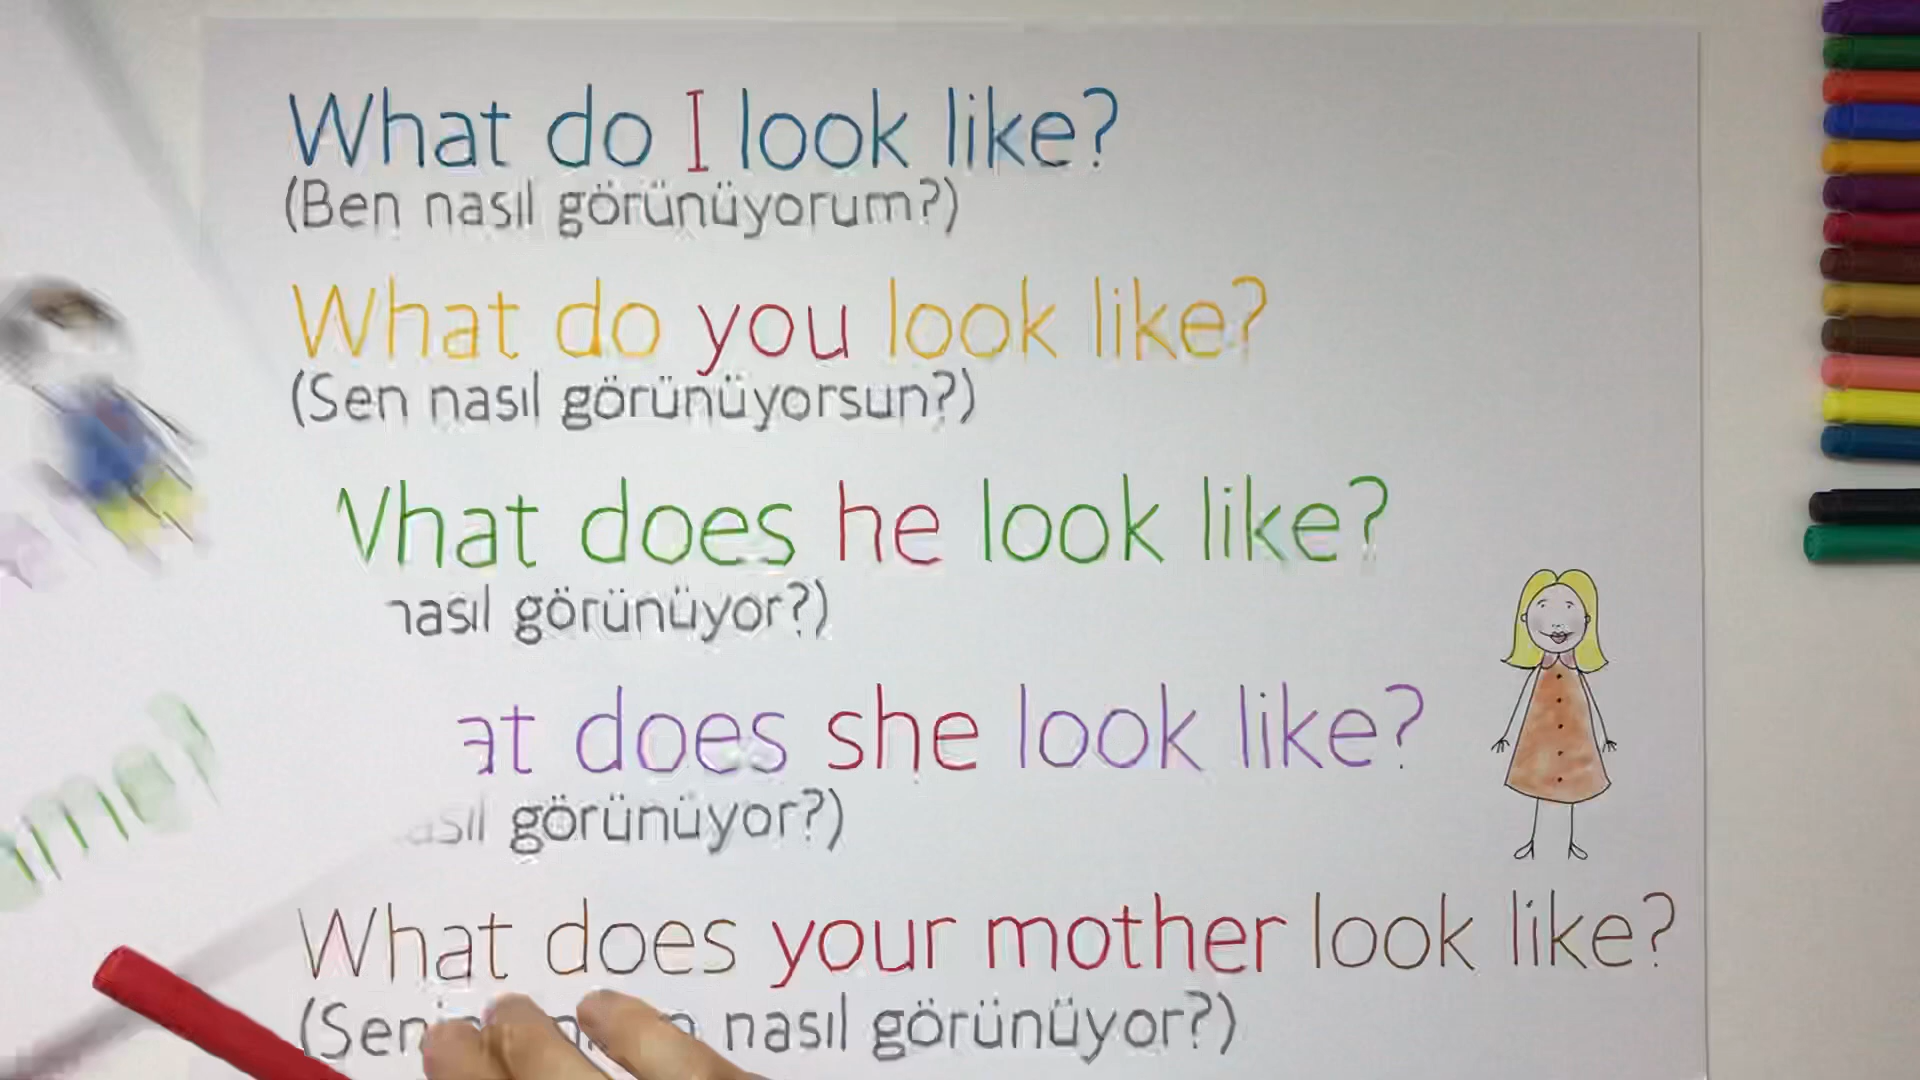 What do I look like?
(Ben nasıl görünüyorum?)
What do you look like?
(Sen nasıl görünüyorsun?)
does he look like?
görünüyor?)
does she look like?
görünüyor?)
What does your mother look like?
nasıl görünüyor?)